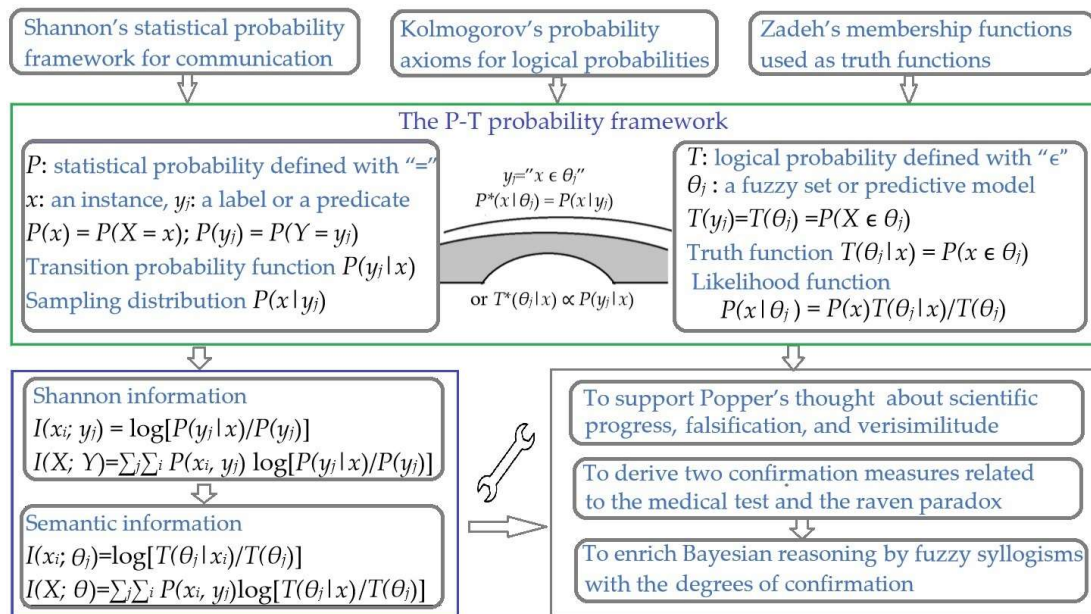 Shannon's statistical probability
framework for communication
Kolmogorov's probability
axioms for logical probabilities
Zadeh's membership functions
used as truth functions
The P-T probability framework
P: statistical probability defined with “=”
x: an instance, yⱼ: a label or a predicate
P(x) = P(X = x); P(yⱼ) = P(Y = yⱼ)
Transition probability function P(yⱼ|x)
Sampling distribution P(x|yⱼ)
yⱼ=”x ϵ θⱼ”
P*(x|θⱼ) = P(x|yⱼ)
or T*(θⱼ|x) ∝ P(yⱼ|x)
T: logical probability defined with “ϵ”
θⱼ : a fuzzy set or predictive model
T(yⱼ)=T(θⱼ) =P(X ϵ θⱼ)
Truth function T(θⱼ|x) = P(x ϵ θⱼ)
Likelihood function
P(x|θⱼ) = P(x)T(θⱼ|x)/T(θⱼ)
Shannon information
I(xᵢ; yⱼ) = log[P(yⱼ|x)/P(yⱼ)]
I(X; Y)=∑ⱼ∑ᵢ P(xᵢ, yⱼ) log[P(yⱼ|x)/P(yⱼ)]
Semantic information
I(xᵢ; θⱼ)=log[T(θⱼ|xᵢ)/T(θⱼ)]
I(X; θ)=∑ⱼ∑ᵢ P(xᵢ, yⱼ)log[T(θⱼ|x)/T(θⱼ)]
To support Popper's thought about scientific
progress, falsification, and verisimilitude
To derive two confirmation measures related
to the medical test and the raven paradox
To enrich Bayesian reasoning by fuzzy syllogisms
with the degrees of confirmation